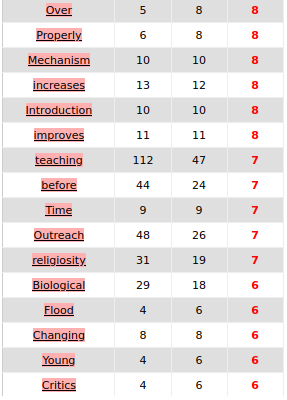 Over 5 8 8
Properly 6 8 8
Mechanism 10 10 8
increases 13 12 8
Introduction 10 10 8
improves 11 11 8
teaching 112 47 7
before 44 24 7
Time 9 9 7
Outreach 48 26 7
religiosity 31 19 7
Biological 29 18 6
Flood 4 6 6
Changing 8 8 6
Young 4 6 6
Critics 4 6 6